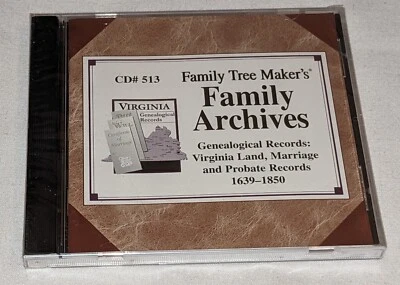 CD# 513
Family Tree Maker's®
Family
Archives
VIRGINIA
Genealogical
Records
Genealogical Records:
Virginia Land, Marriage
and Probate Records
1639–1850